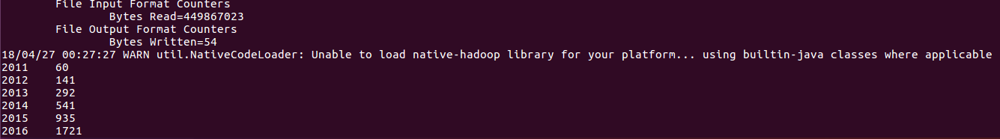 File Input Format Counters
Bytes Read=449867023
File Output Format Counters
Bytes Written=54
18/04/27 00:27:27 WARN util.NativeCodeLoader: Unable to load native-hadoop library for your platform... using builtin-java classes where applicable
2011 60
2012 141
2013 292
2014 541
2015 935
2016 1721